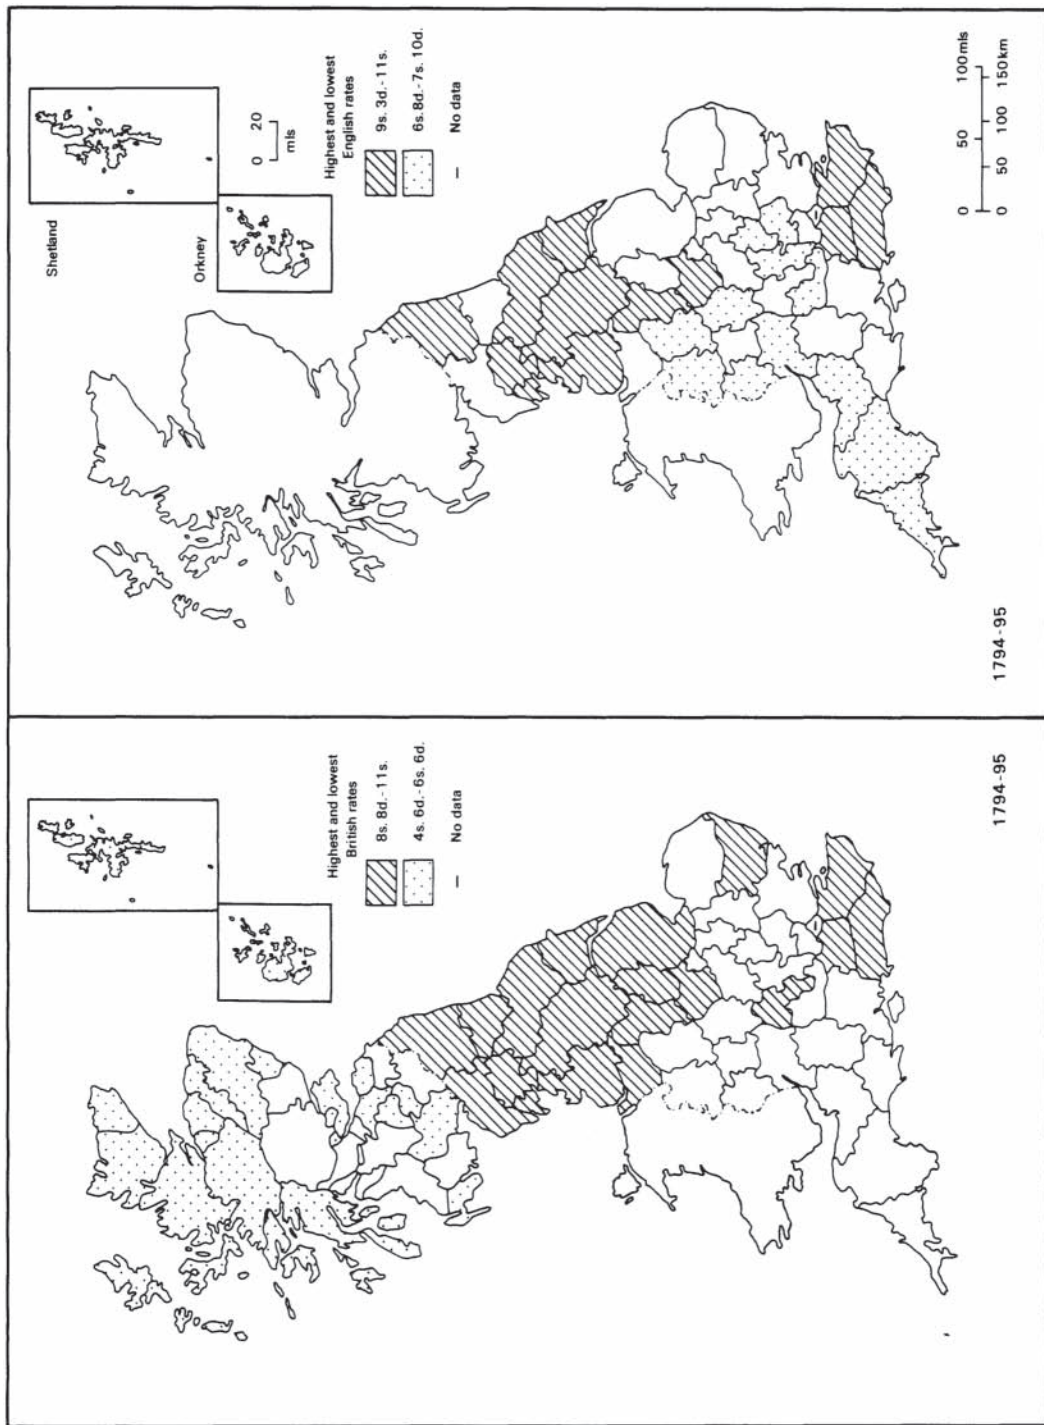 Highest and lowest
British rates
8s. 8d.-11s.
4s. 6d.-6s. 6d.
— No data
1794-95
Shetland
Orkney
0 20
mls
Highest and lowest
English rates
9s. 3d.-11s.
6s. 8d.-7s. 10d.
— No data
0 50 100 mls
0 50 100 150 km
1794-95